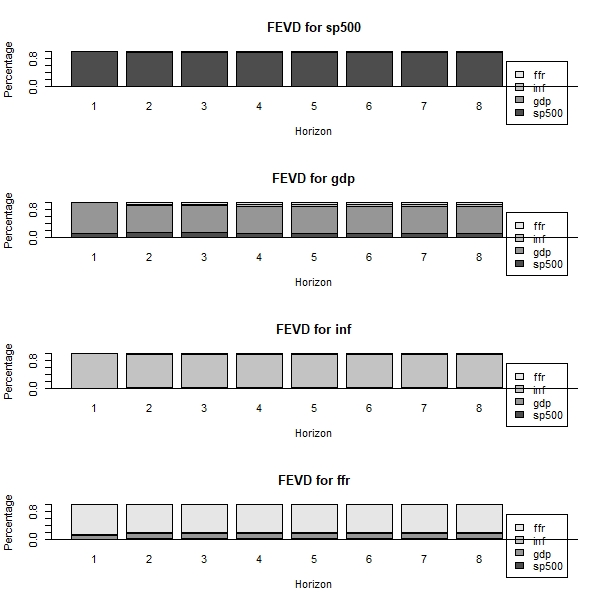 FEVD for sp500
Percentage
0.0 0.8
1 2 3 4 5 6 7 8
Horizon
ffr
inf
gdp
sp500
FEVD for gdp
Percentage
0.0 0.8
1 2 3 4 5 6 7 8
Horizon
ffr
inf
gdp
sp500
FEVD for inf
Percentage
0.0 0.8
1 2 3 4 5 6 7 8
Horizon
ffr
inf
gdp
sp500
FEVD for ffr
Percentage
0.0 0.8
1 2 3 4 5 6 7 8
Horizon
ffr
inf
gdp
sp500